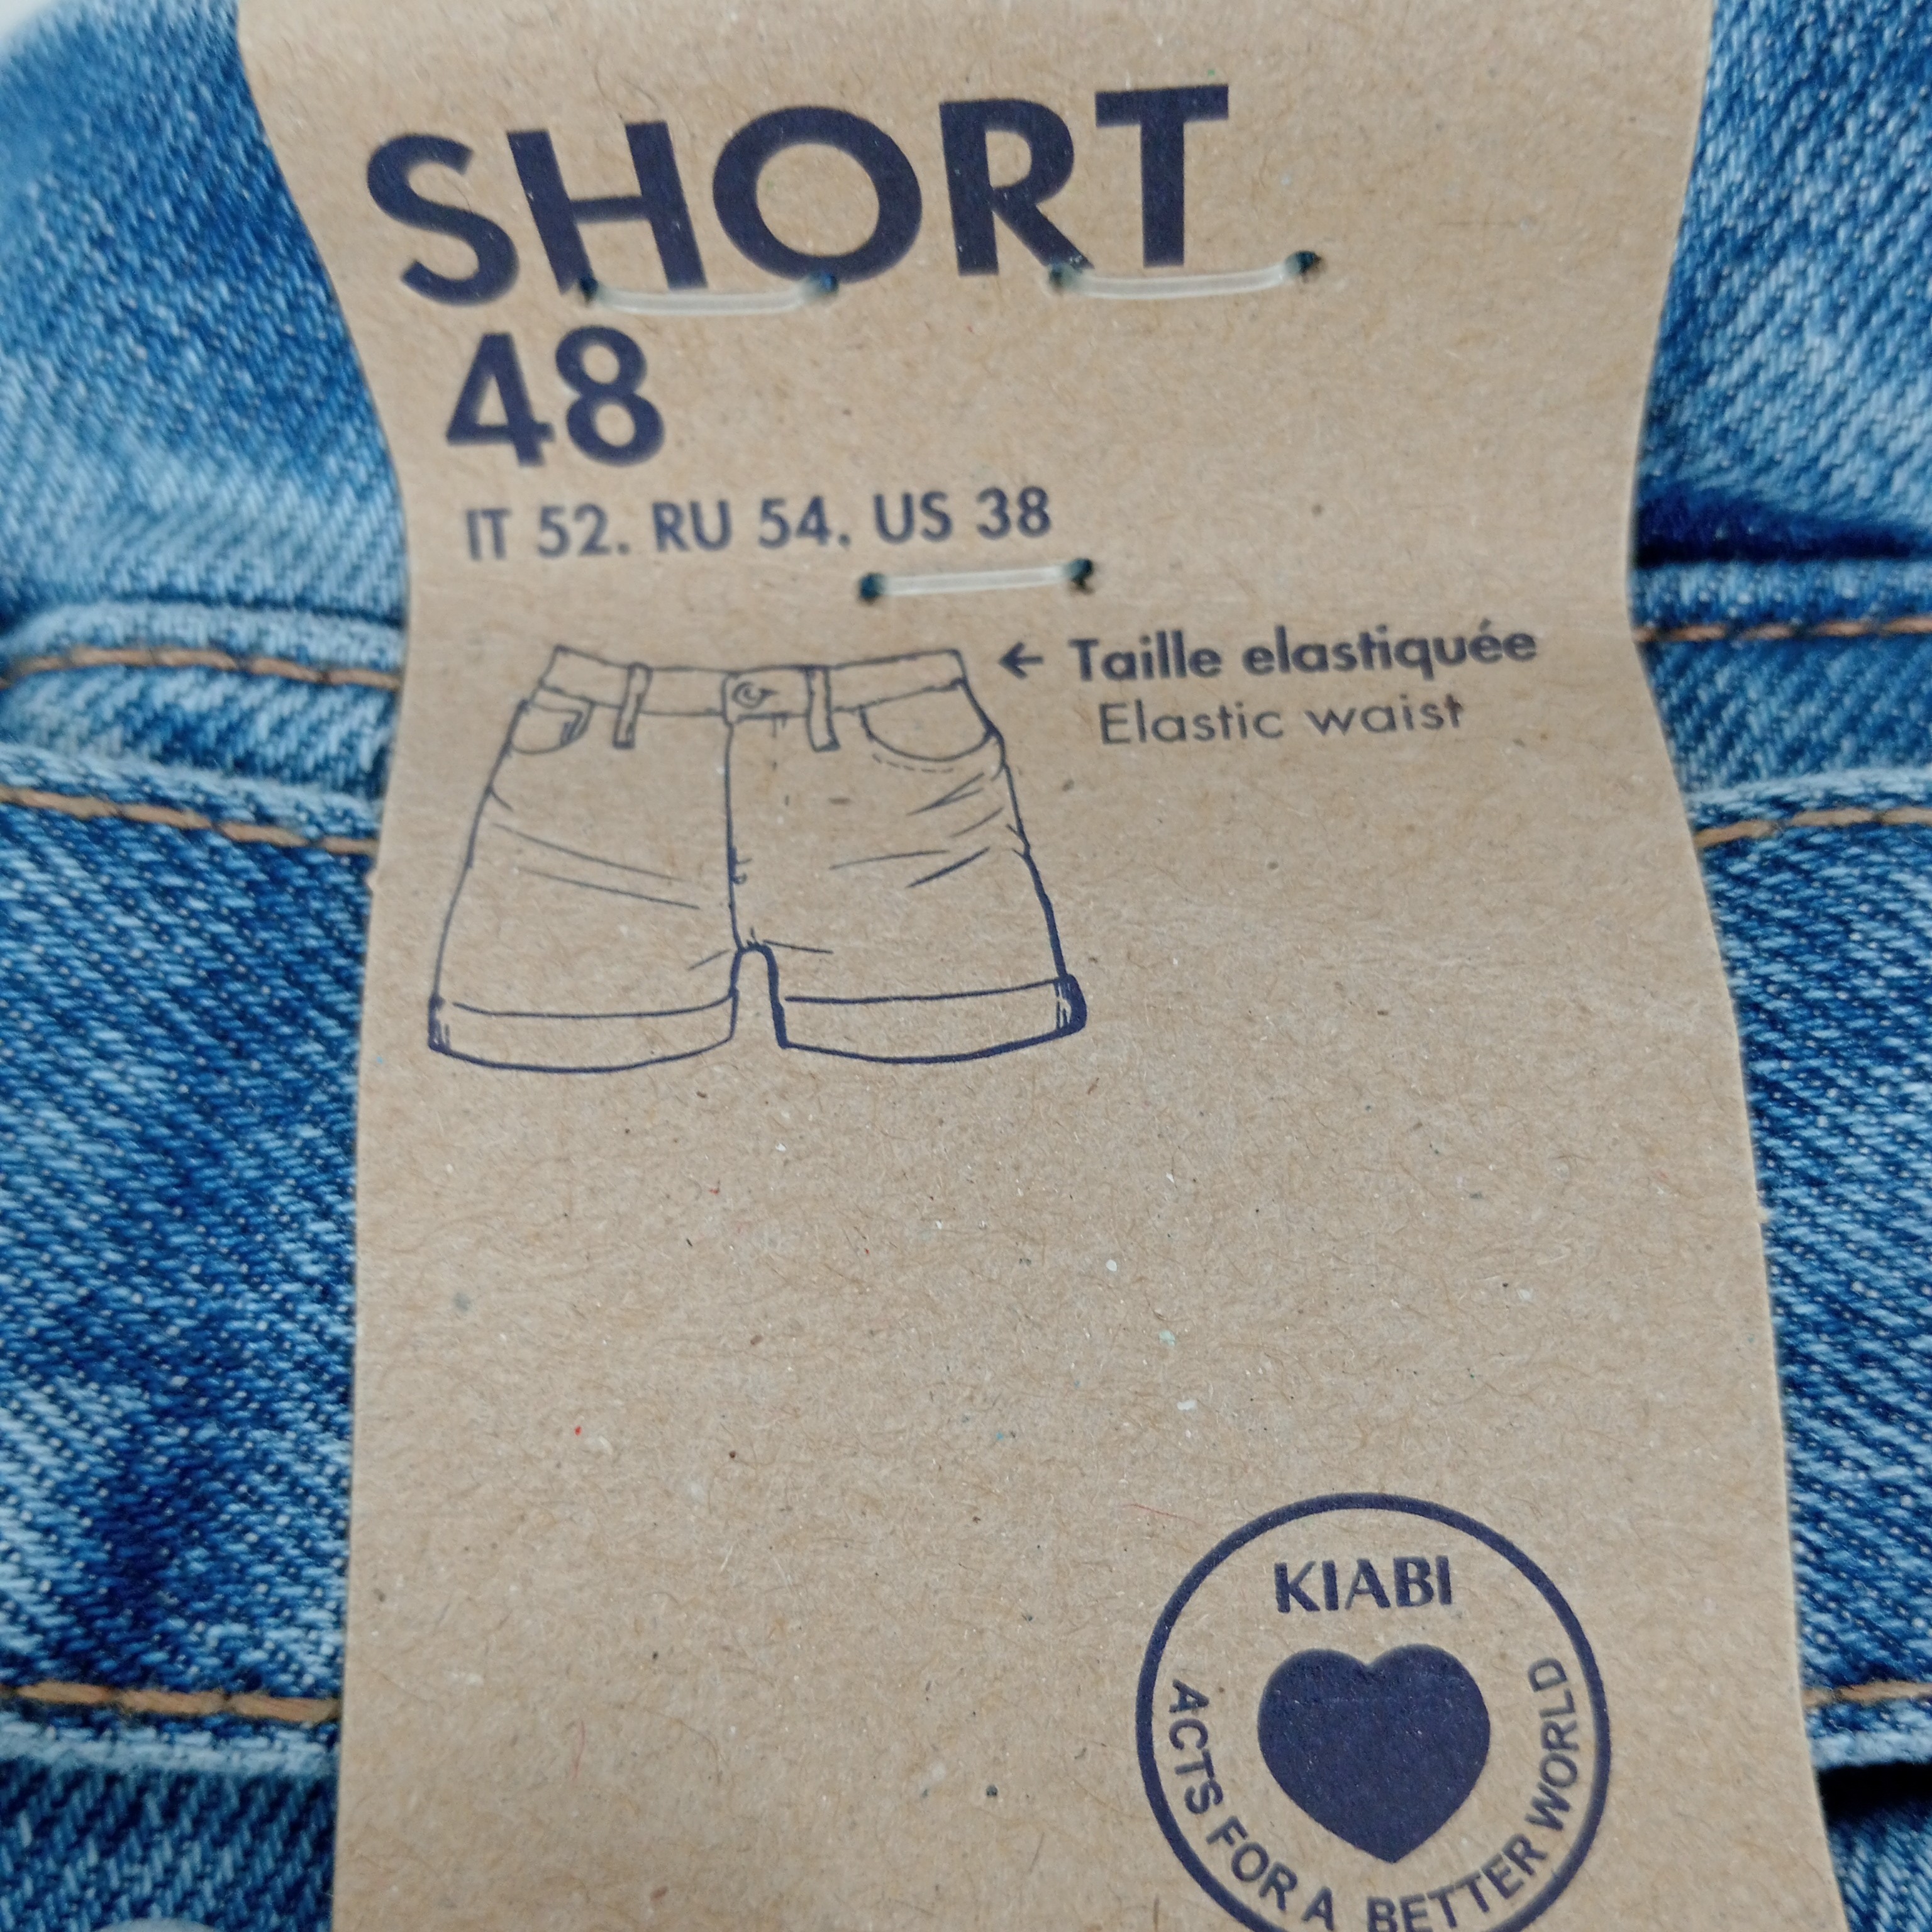 SHORT
48
IT 52. RU 54. US 38
← Taille elastiquée
Elastic waist
KIABI
ACTS FOR A BETTER WORLD